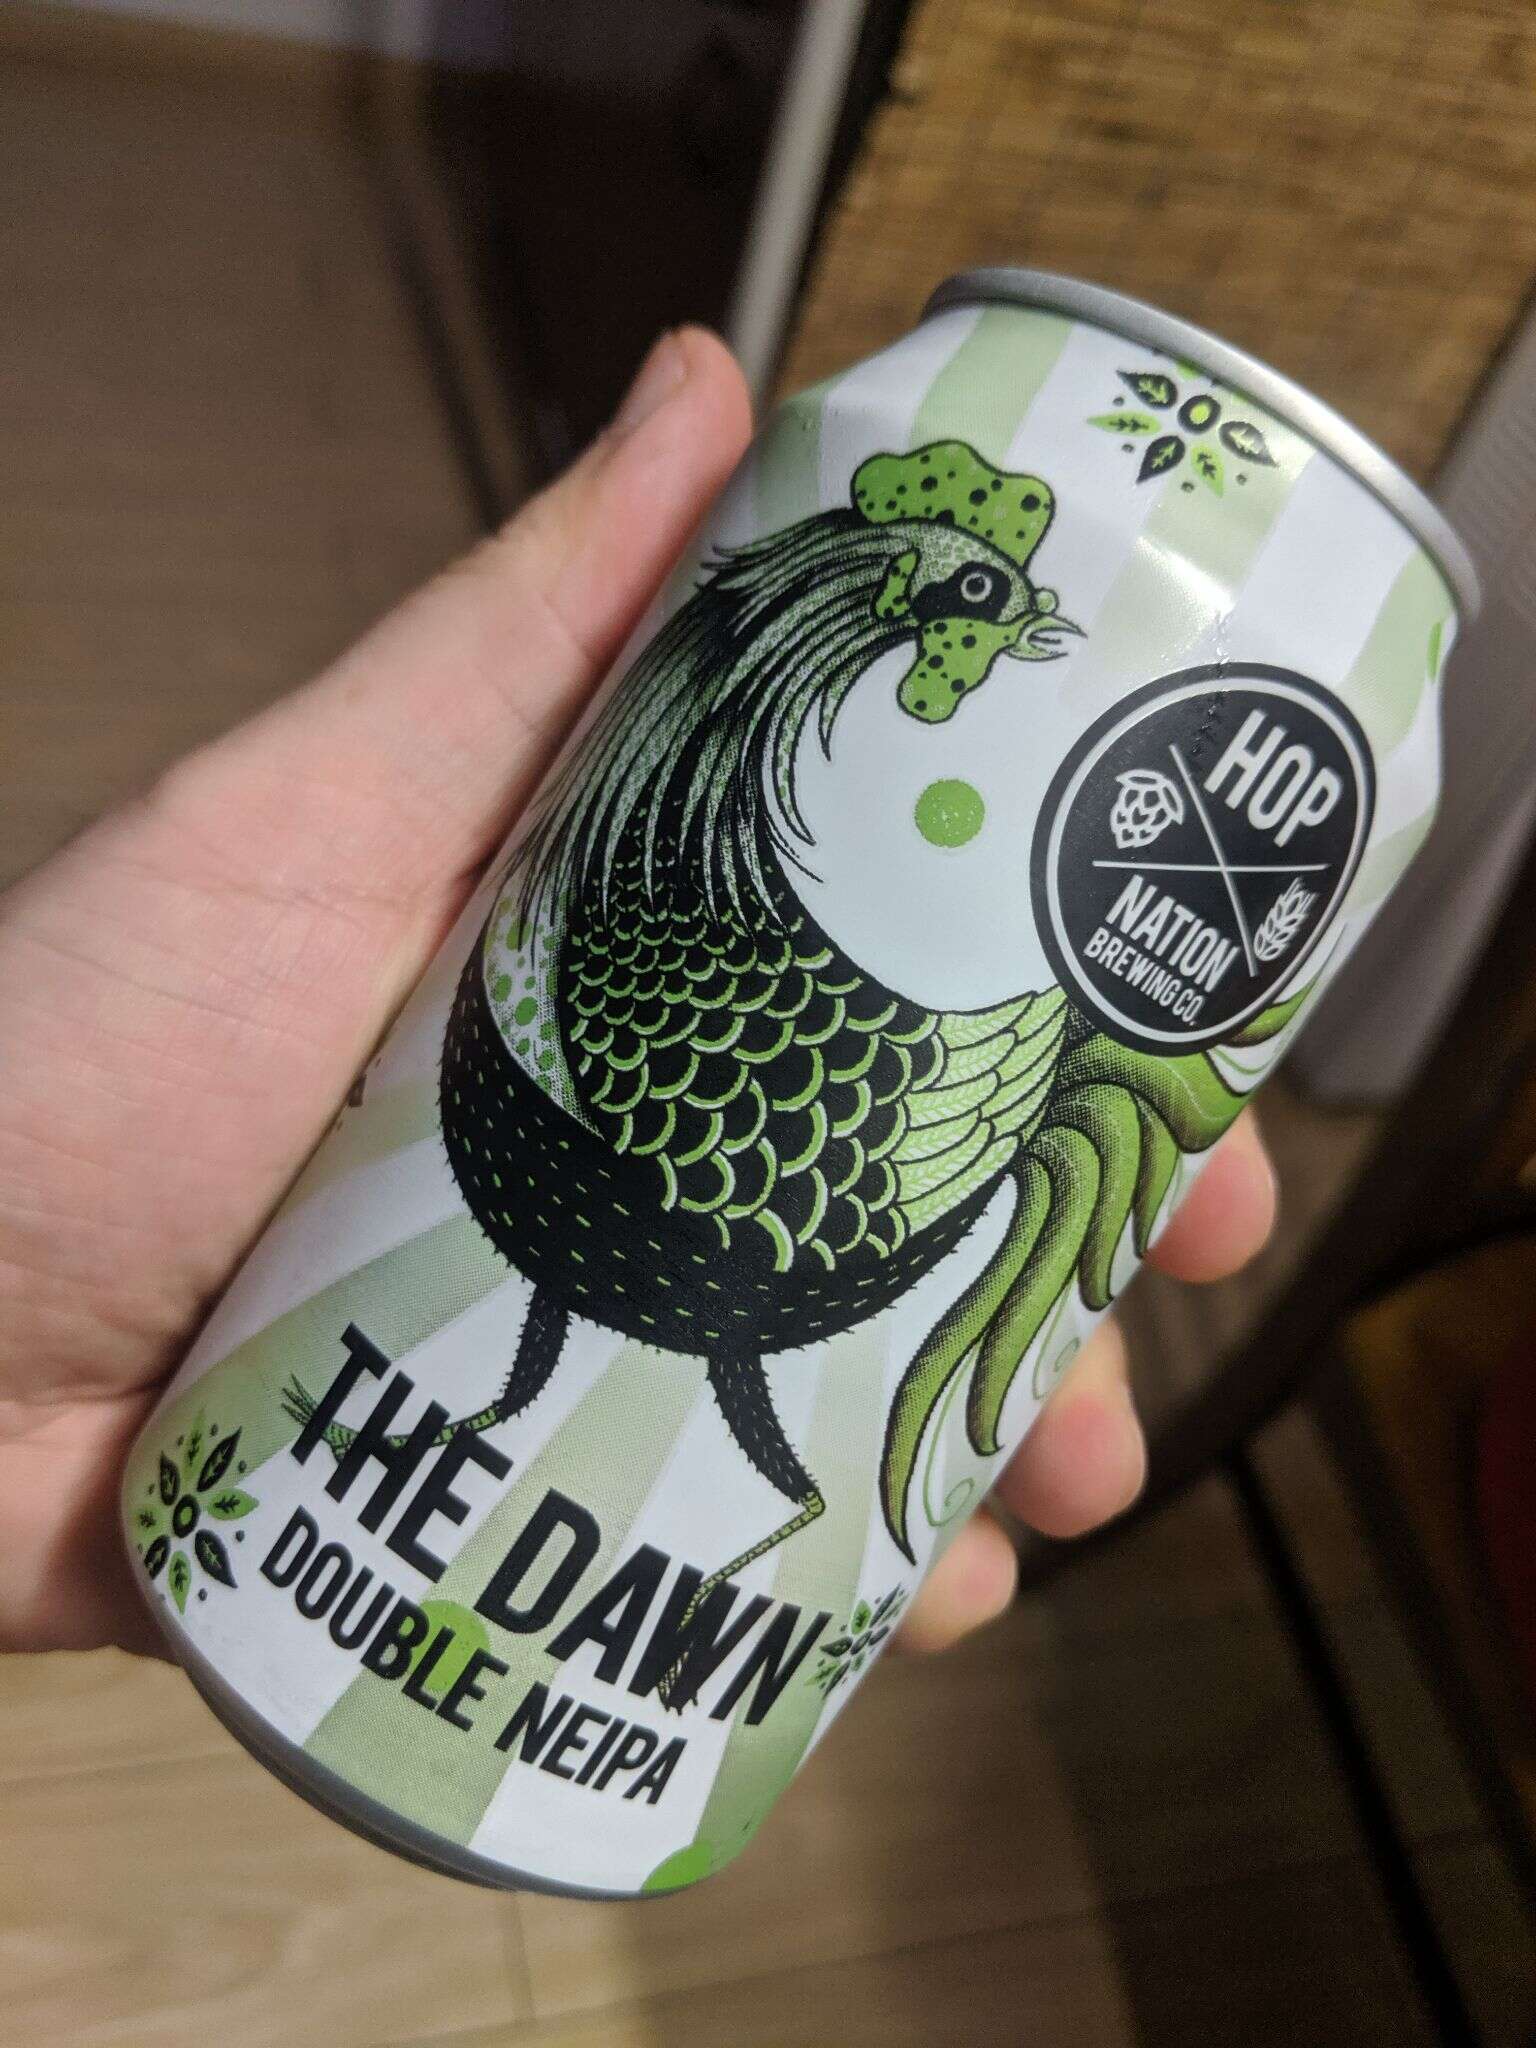 HOP
NATION
BREWING CO.
THE DAWN
DOUBLE NEIPA